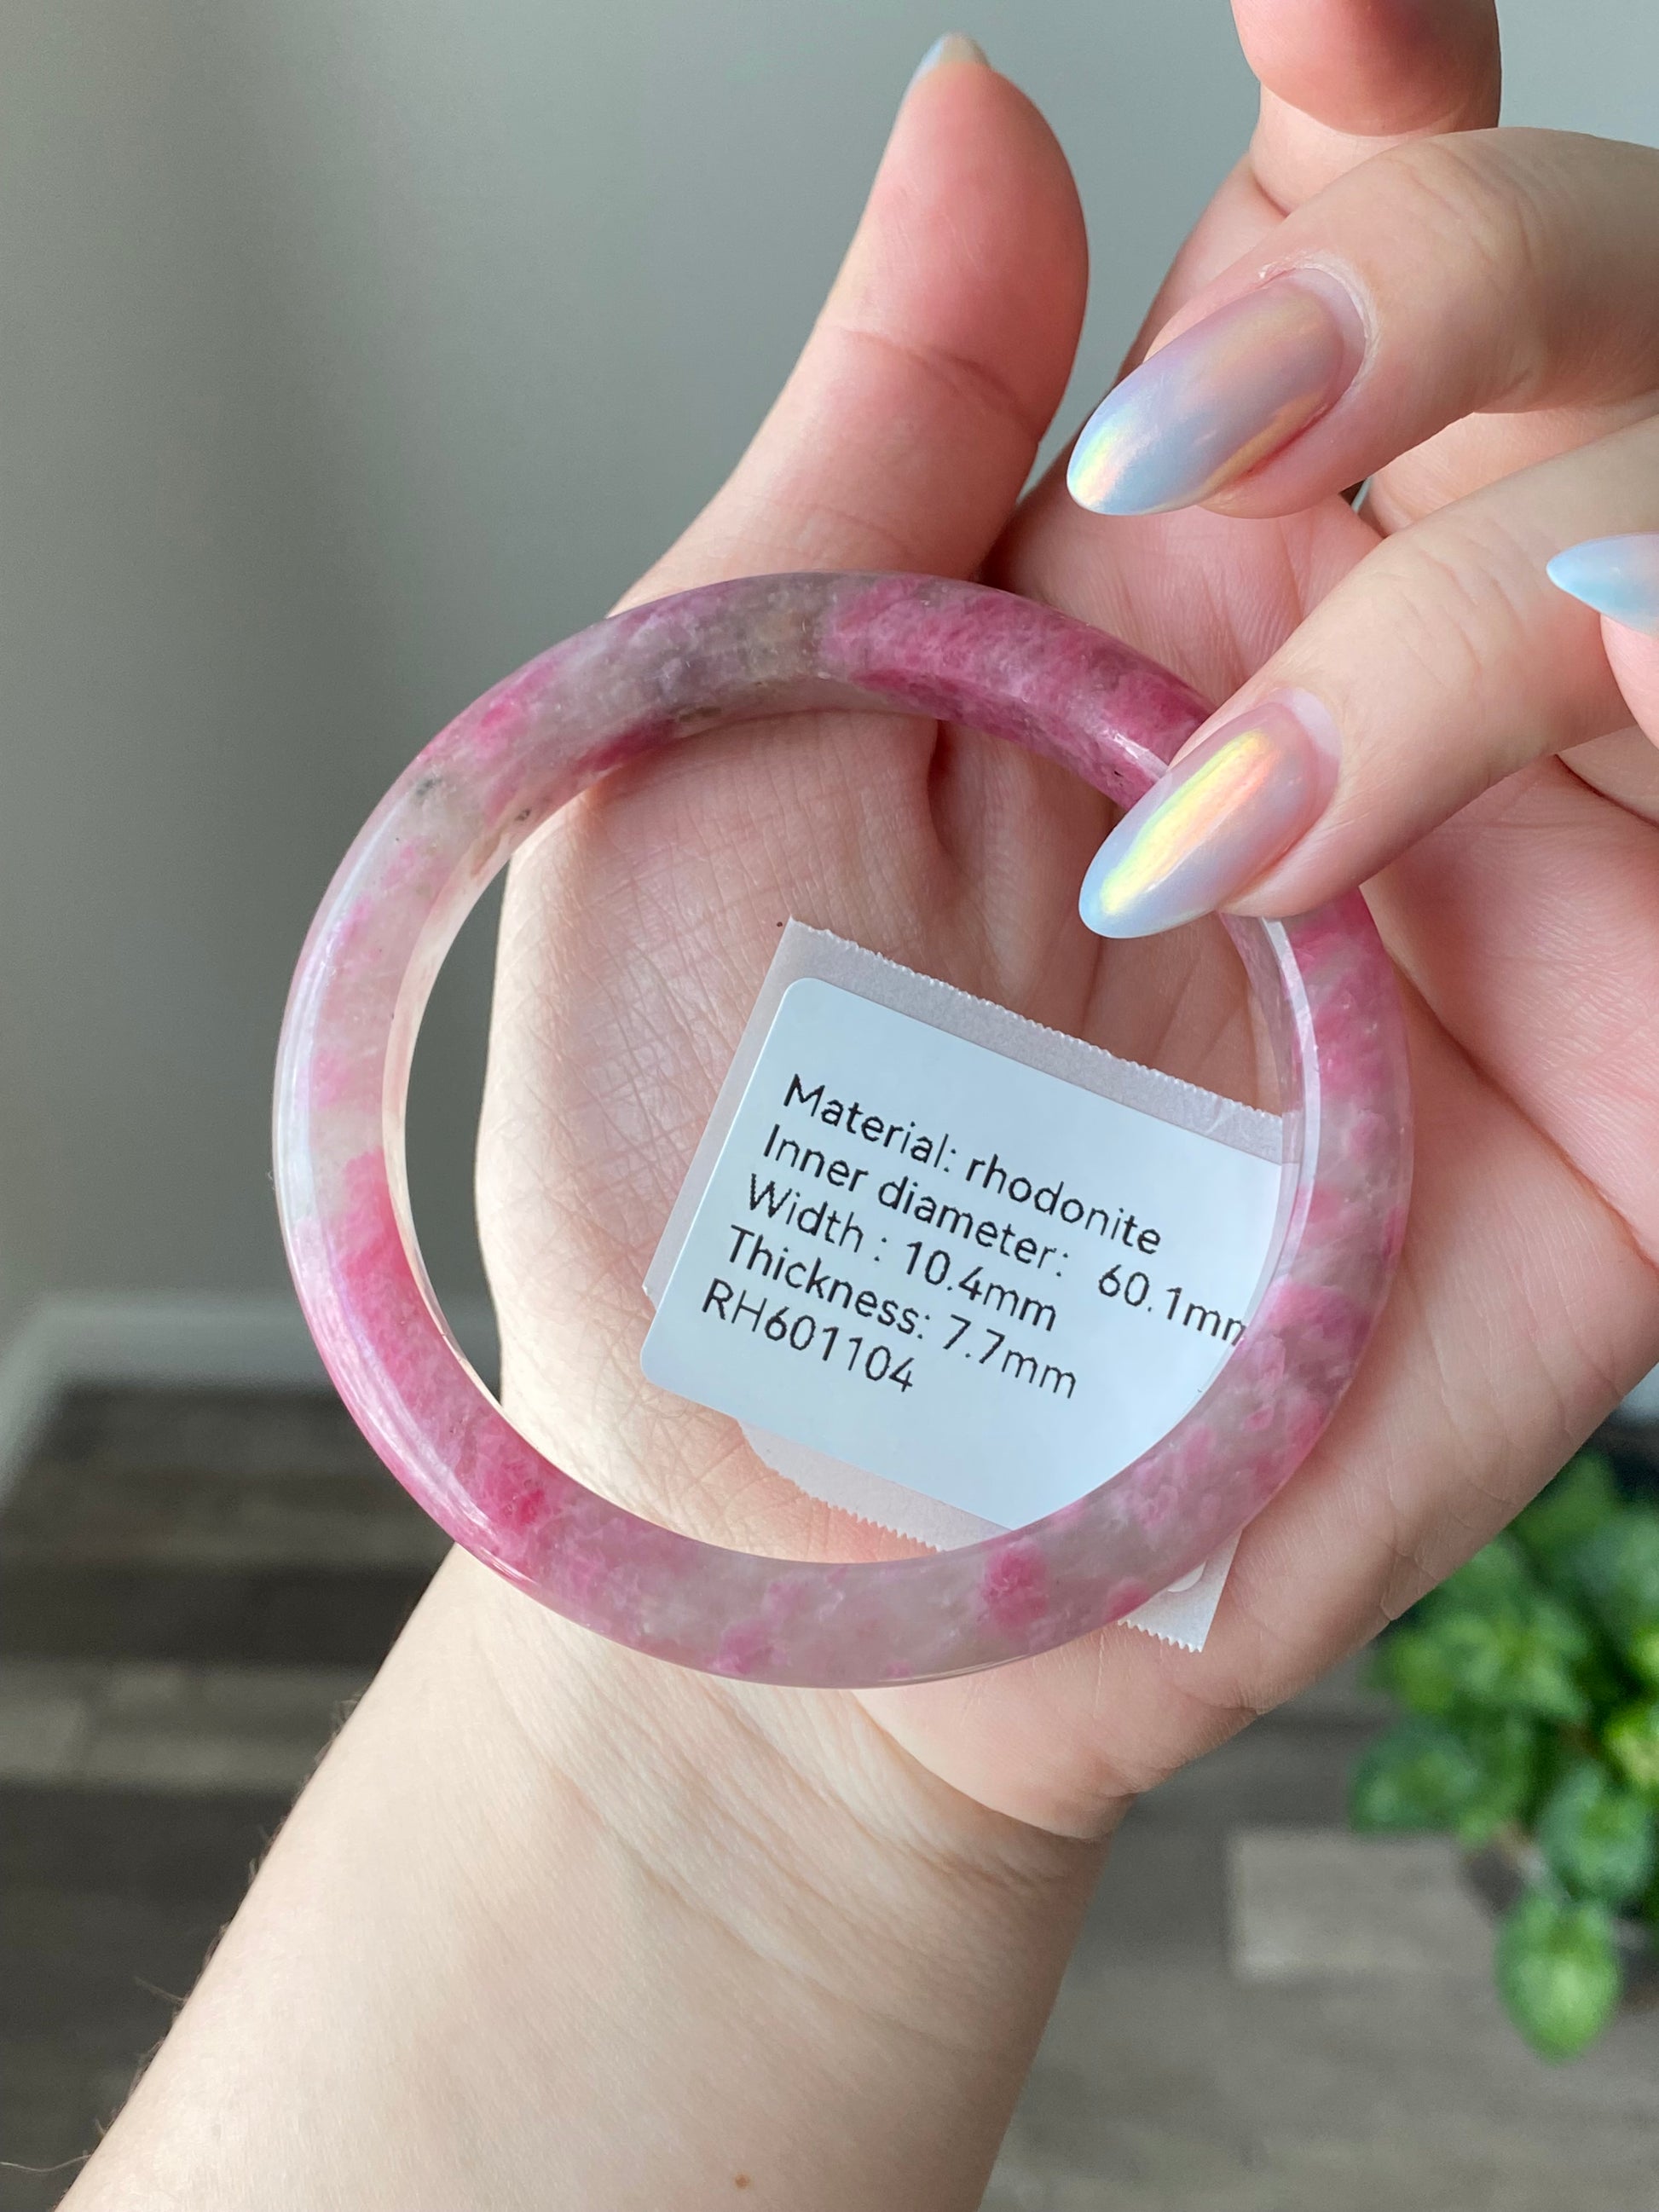 Material: rhodonite
Inner diameter: 60.1mm
Width : 10.4mm
Thickness: 7.7mm
RH601104